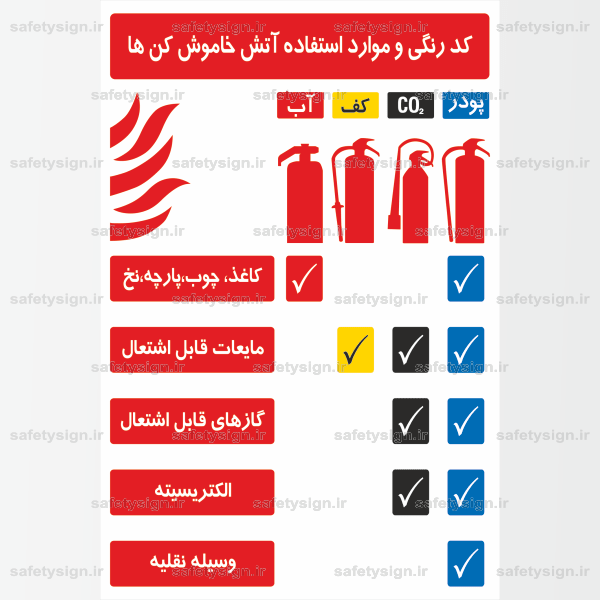 کد رنگی و موارد استفاده آتش خاموش کن ها
پودر CO₂ کف آب
کاغذ، چوب،پارچه،نخ
مایعات قابل اشتعال
گازهای قابل اشتعال
الکتریسیته
وسیله نقلیه
safetysign.ir